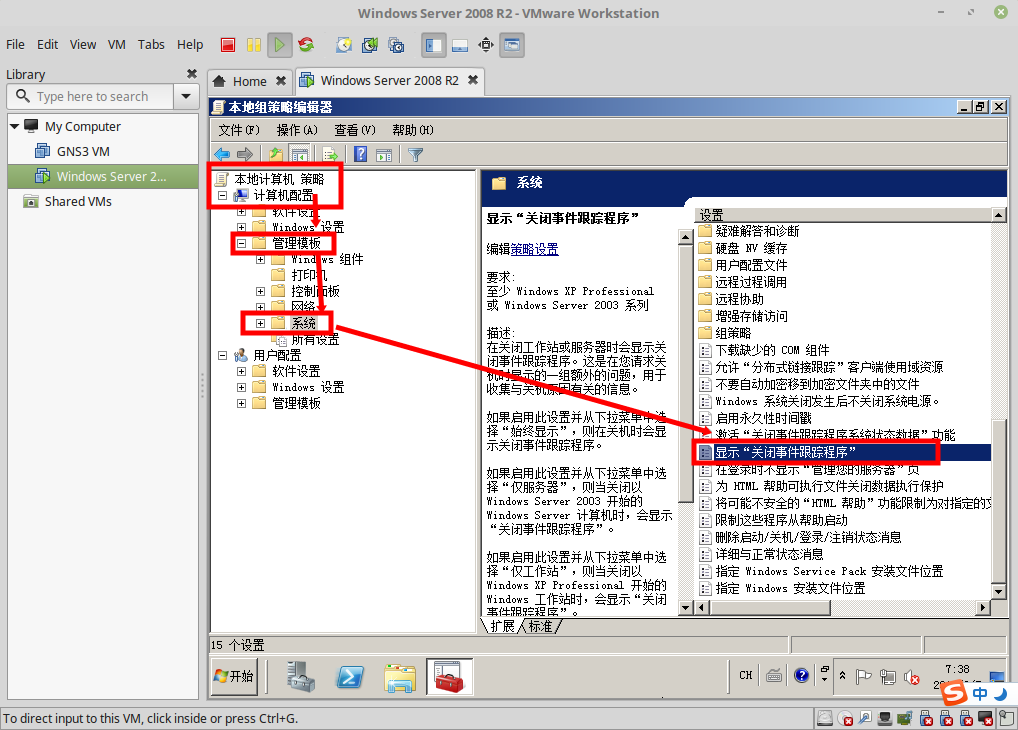 Windows Server 2008 R2 - VMware Workstation
File Edit View VM Tabs Help
Library
Type here to search
My Computer
GNS3 VM
Windows Server 2...
Shared VMs
Home
Windows Server 2008 R2
本地组策略编辑器
文件(F) 操作(A) 查看(V) 帮助(H)
本地计算机 策略
计算机配置
软件设置
Windows 设置
管理模板
Windows 组件
打印机
控制面板
网络
系统
所有设置
用户配置
软件设置
Windows 设置
管理模板
系统
显示“关闭事件跟踪程序”
编辑策略设置
要求:
至少 Windows XP Professional
或 Windows Server 2003 系列
描述:
在关闭工作站或服务器时会显示关
闭事件跟踪程序。这是在您请求关
机时显示的一组额外的问题，用于
收集与关机原因有关的信息。
如果启用此设置并从下拉菜单中选
择“始终显示”，则在关机时会显
示关闭事件跟踪程序。
如果启用此设置并从下拉菜单中选
择“仅服务器”，则当关闭以
Windows Server 2003 开始的
Windows Server 计算机时，会显示
“关闭事件跟踪程序”。
如果启用此设置并从下拉菜单中选
择“仅工作站”，则当关闭以
Windows XP Professional 开始的
Windows 工作站时，会显示“关闭
事件跟踪程序”。
设置
疑难解答和诊断
硬盘 NV 缓存
用户配置文件
远程过程调用
远程协助
增强存储访问
组策略
下载缺少的 COM 组件
允许“分布式链接跟踪”客户端使用域资源
不要自动加密移到加密文件夹中的文件
Windows 系统关闭发生后不关闭系统电源。
启用永久性时间戳
激活“关闭事件跟踪程序系统状态数据”功能
显示“关闭事件跟踪程序”
在登录时不显示“管理您的服务器”页
为 HTML 帮助可执行文件关闭数据执行保护
将可能不安全的“HTML 帮助”功能限制为对指定的文
限制这些程序从帮助启动
删除启动/关机/登录/注销状态消息
详细与正常状态消息
指定 Windows Service Pack 安装文件位置
指定 Windows 安装文件位置
扩展 标准
15 个设置
开始
CH
7:38
中
To direct input to this VM, click inside or press Ctrl+G.